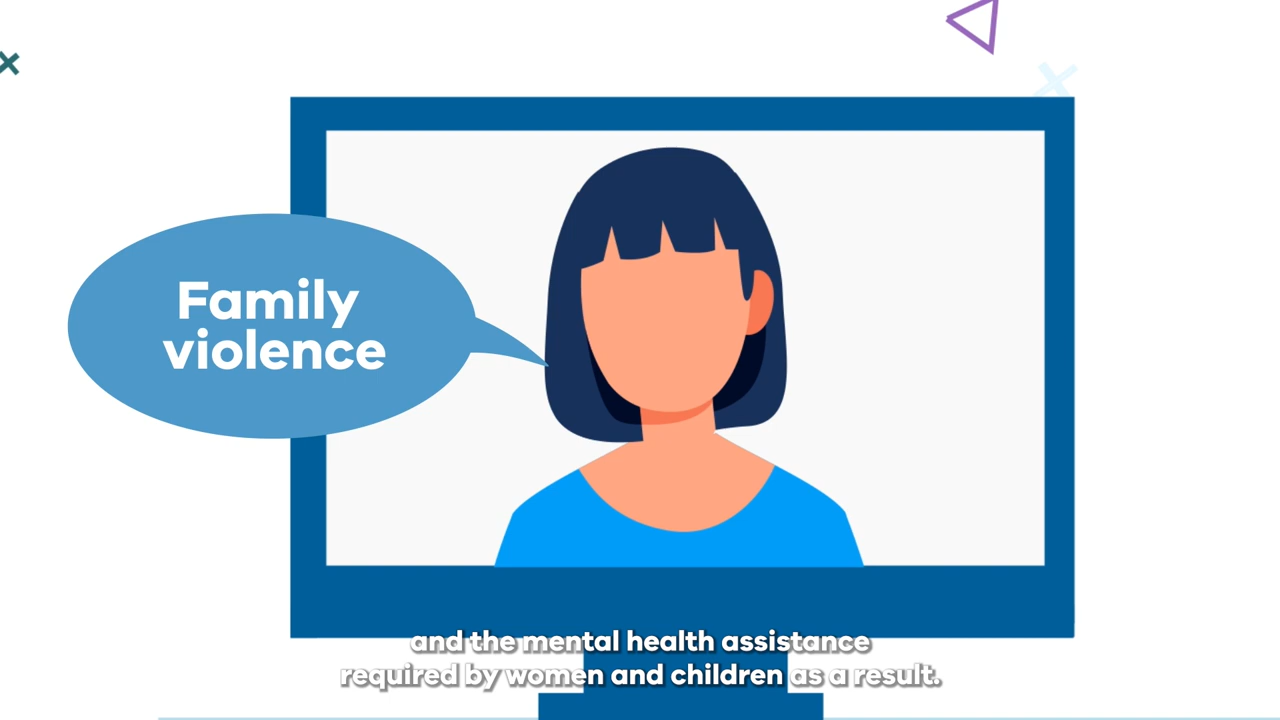 Family
violence
and the mental health assistance
required by women and children as a result.